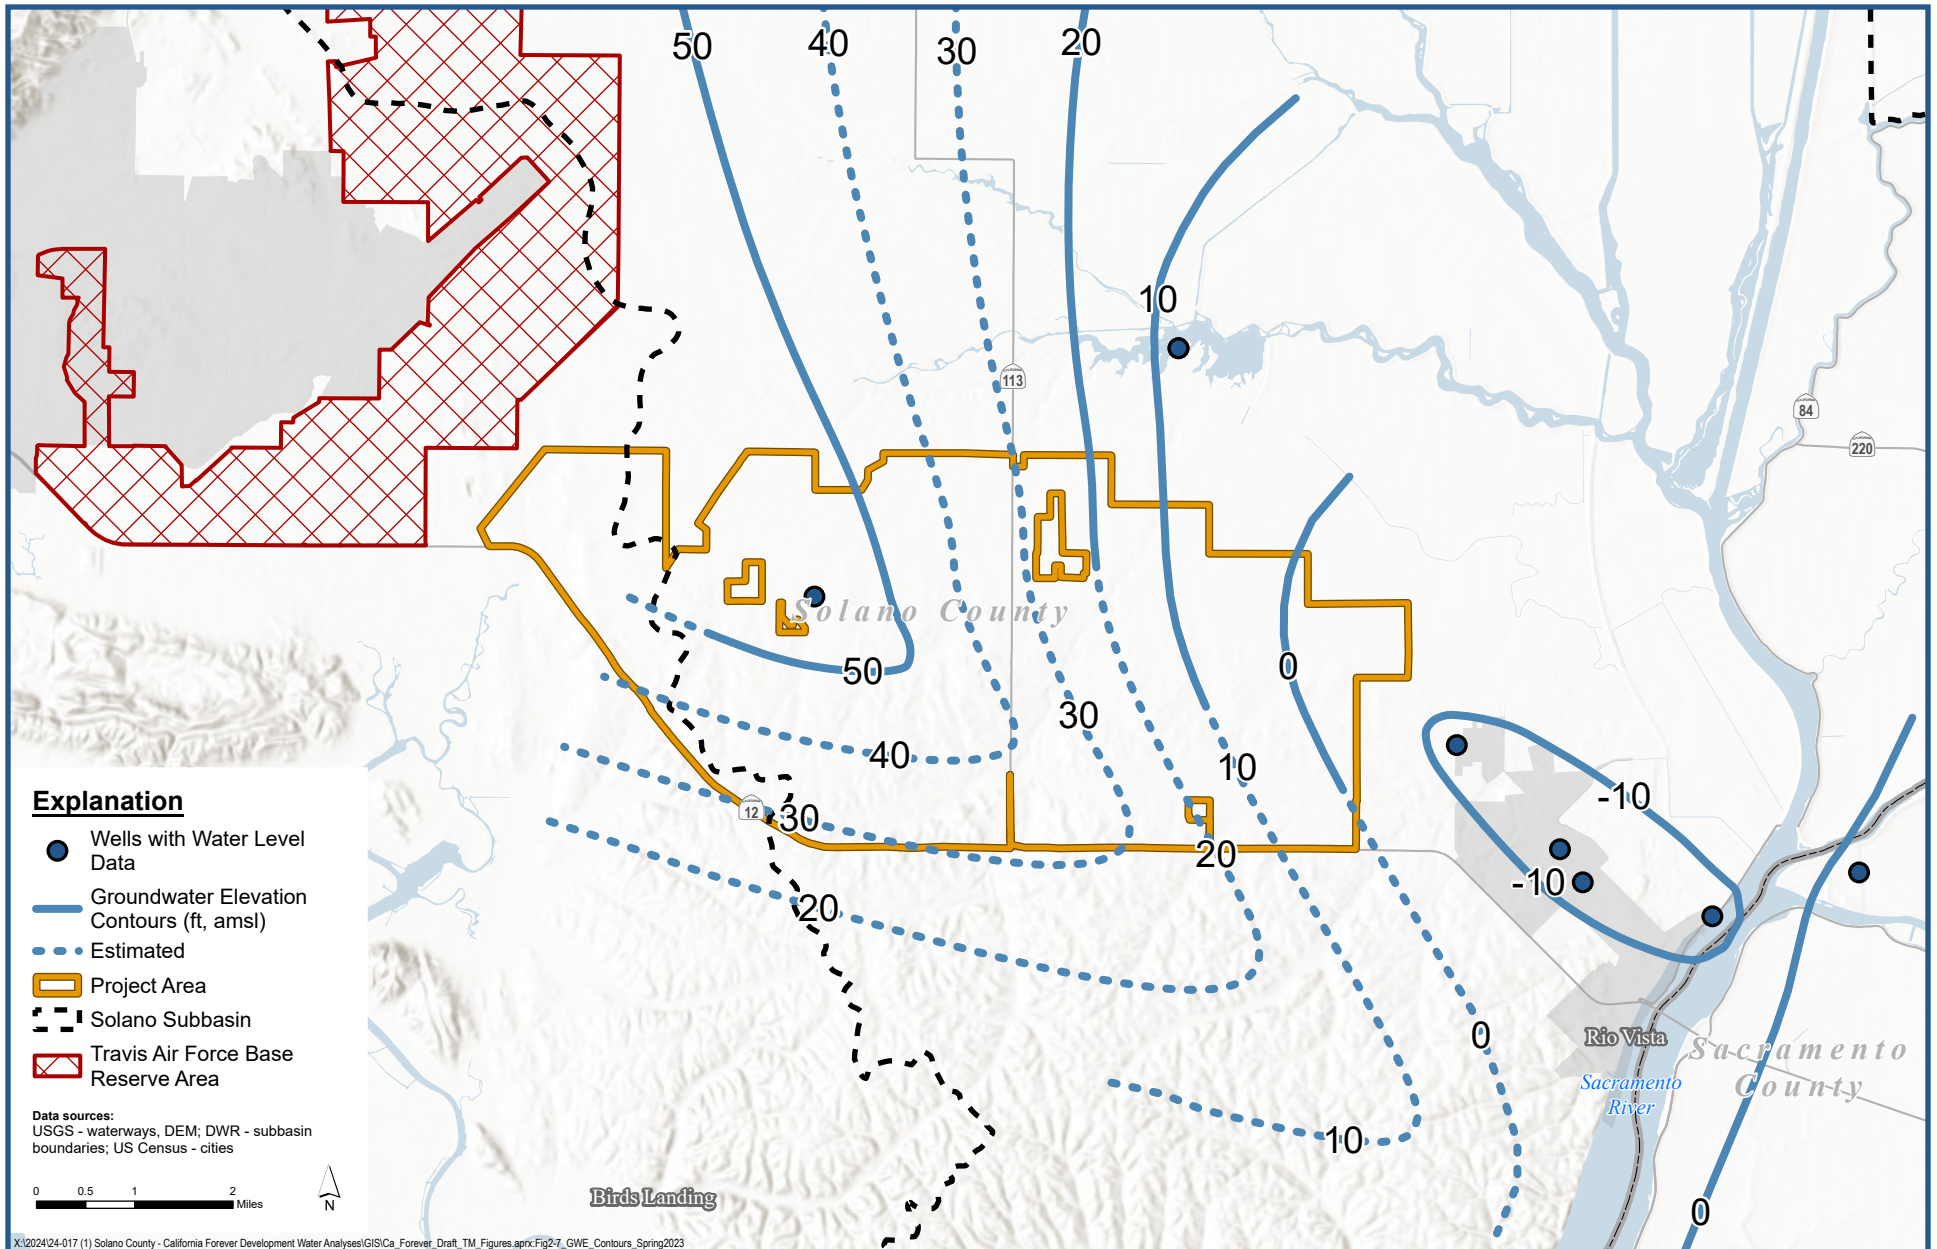 50
40
30
20
10
113
84
220
Solano County
50
0
30
40
10
-10
12
30
20
-10
20
0
Rio Vista
Sacramento
County
Sacramento
River
10
Birds Landing
0
Explanation
Wells with Water Level
Data
Groundwater Elevation
Contours (ft, amsl)
Estimated
Project Area
Solano Subbasin
Travis Air Force Base
Reserve Area
Data sources:
USGS - waterways, DEM; DWR - subbasin
boundaries; US Census - cities
0 0.5 1 2
Miles
N
X:\2024\24-017 (1) Solano County - California Forever Development Water Analyses\GIS\Ca_Forever_Draft_TM_Figures.aprx:Fig2-7_GWE_Contours_Spring2023